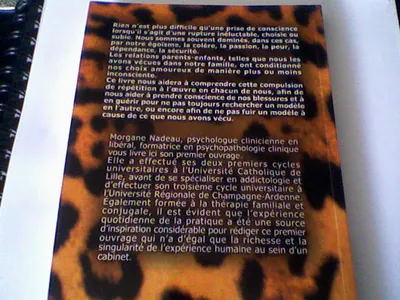 Rien n'est plus difficile qu'une prise de conscience
lorsqu'il s'agit d'une rupture inéluctable, choisie ou
subie. Nous sommes souvent dominés, dans ces cas,
par notre égoïsme, la colère, la passion, la peur, la
dépendance, la sécurité.
Les relations parents-enfants, telles que nous les
avons vécues dans notre famille, ont conditionné
nos choix amoureux de manière plus ou moins
inconsciente.
Ce livre nous aidera à comprendre cette compulsion
de répétition à l'œuvre en chacun de nous, afin de
nous aider à prendre conscience de nos blessures et à
en guérir pour ne pas toujours rechercher un modèle
en l'autre, ou encore afin de ne pas fuir un modèle à
cause de ce que nous avons vécu.
Morgane Nadeau, psychologue clinicienne en
libéral, formatrice en psychopathologie clinique
vous livre ici son premier ouvrage.
Elle a effectué ses deux premiers cycles
universitaires à l'Université Catholique de
Lille, avant de se spécialiser en addictologie et
d'effectuer son troisième cycle universitaire à
l'Université Régionale de Champagne-Ardenne.
Également formée à la thérapie familiale et
conjugale, il est évident que l'expérience
quotidienne de la pratique a été une source
d'inspiration considérable pour rédiger ce premier
ouvrage qui n'a d'égal que la richesse et la
singularité de l'expérience humaine au sein d'un
cabinet.